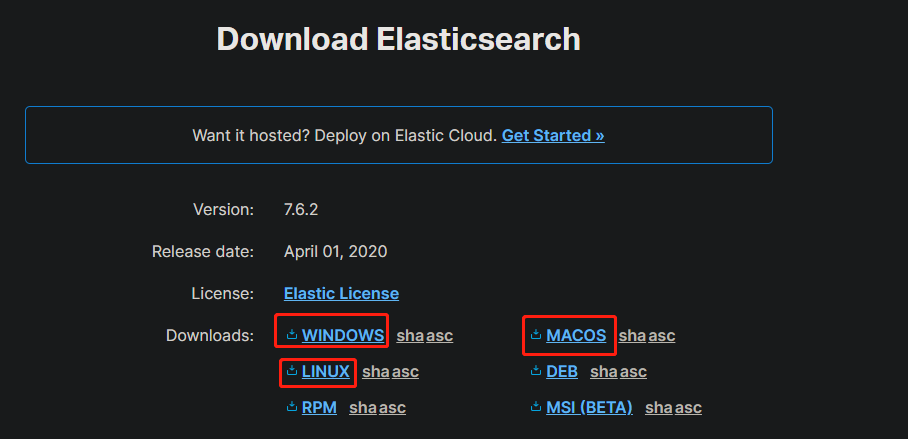 Download Elasticsearch
Want it hosted? Deploy on Elastic Cloud. Get Started »
Version: 7.6.2
Release date: April 01, 2020
License: Elastic License
Downloads: WINDOWS sha asc MACOS sha asc
LINUX sha asc DEB sha asc
RPM sha asc MSI (BETA) sha asc